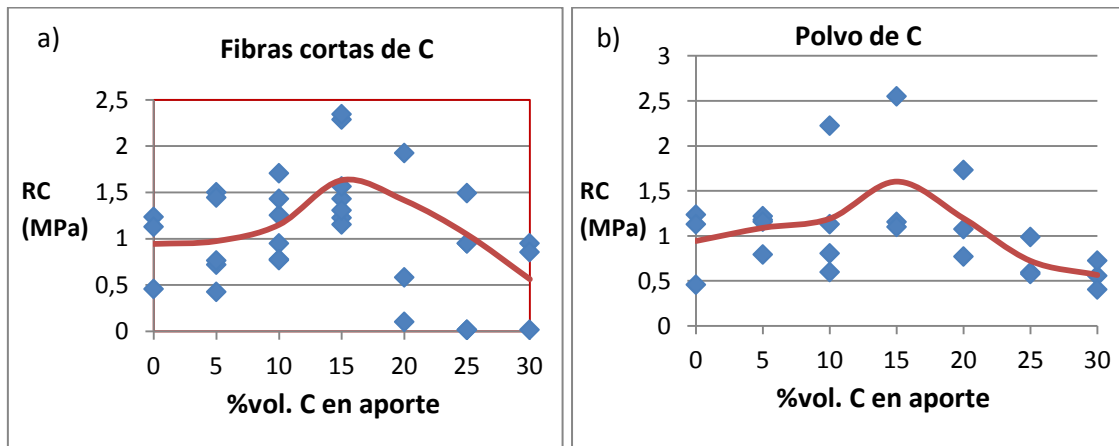 a)
Fibras cortas de C
2,5
2
1,5
1
0,5
0
RC
(MPa)
0 5 10 15 20 25 30
%vol. C en aporte
b)
Polvo de C
3
2,5
2
1,5
1
0,5
0
RC
(MPa)
0 5 10 15 20 25 30
%vol. C en aporte